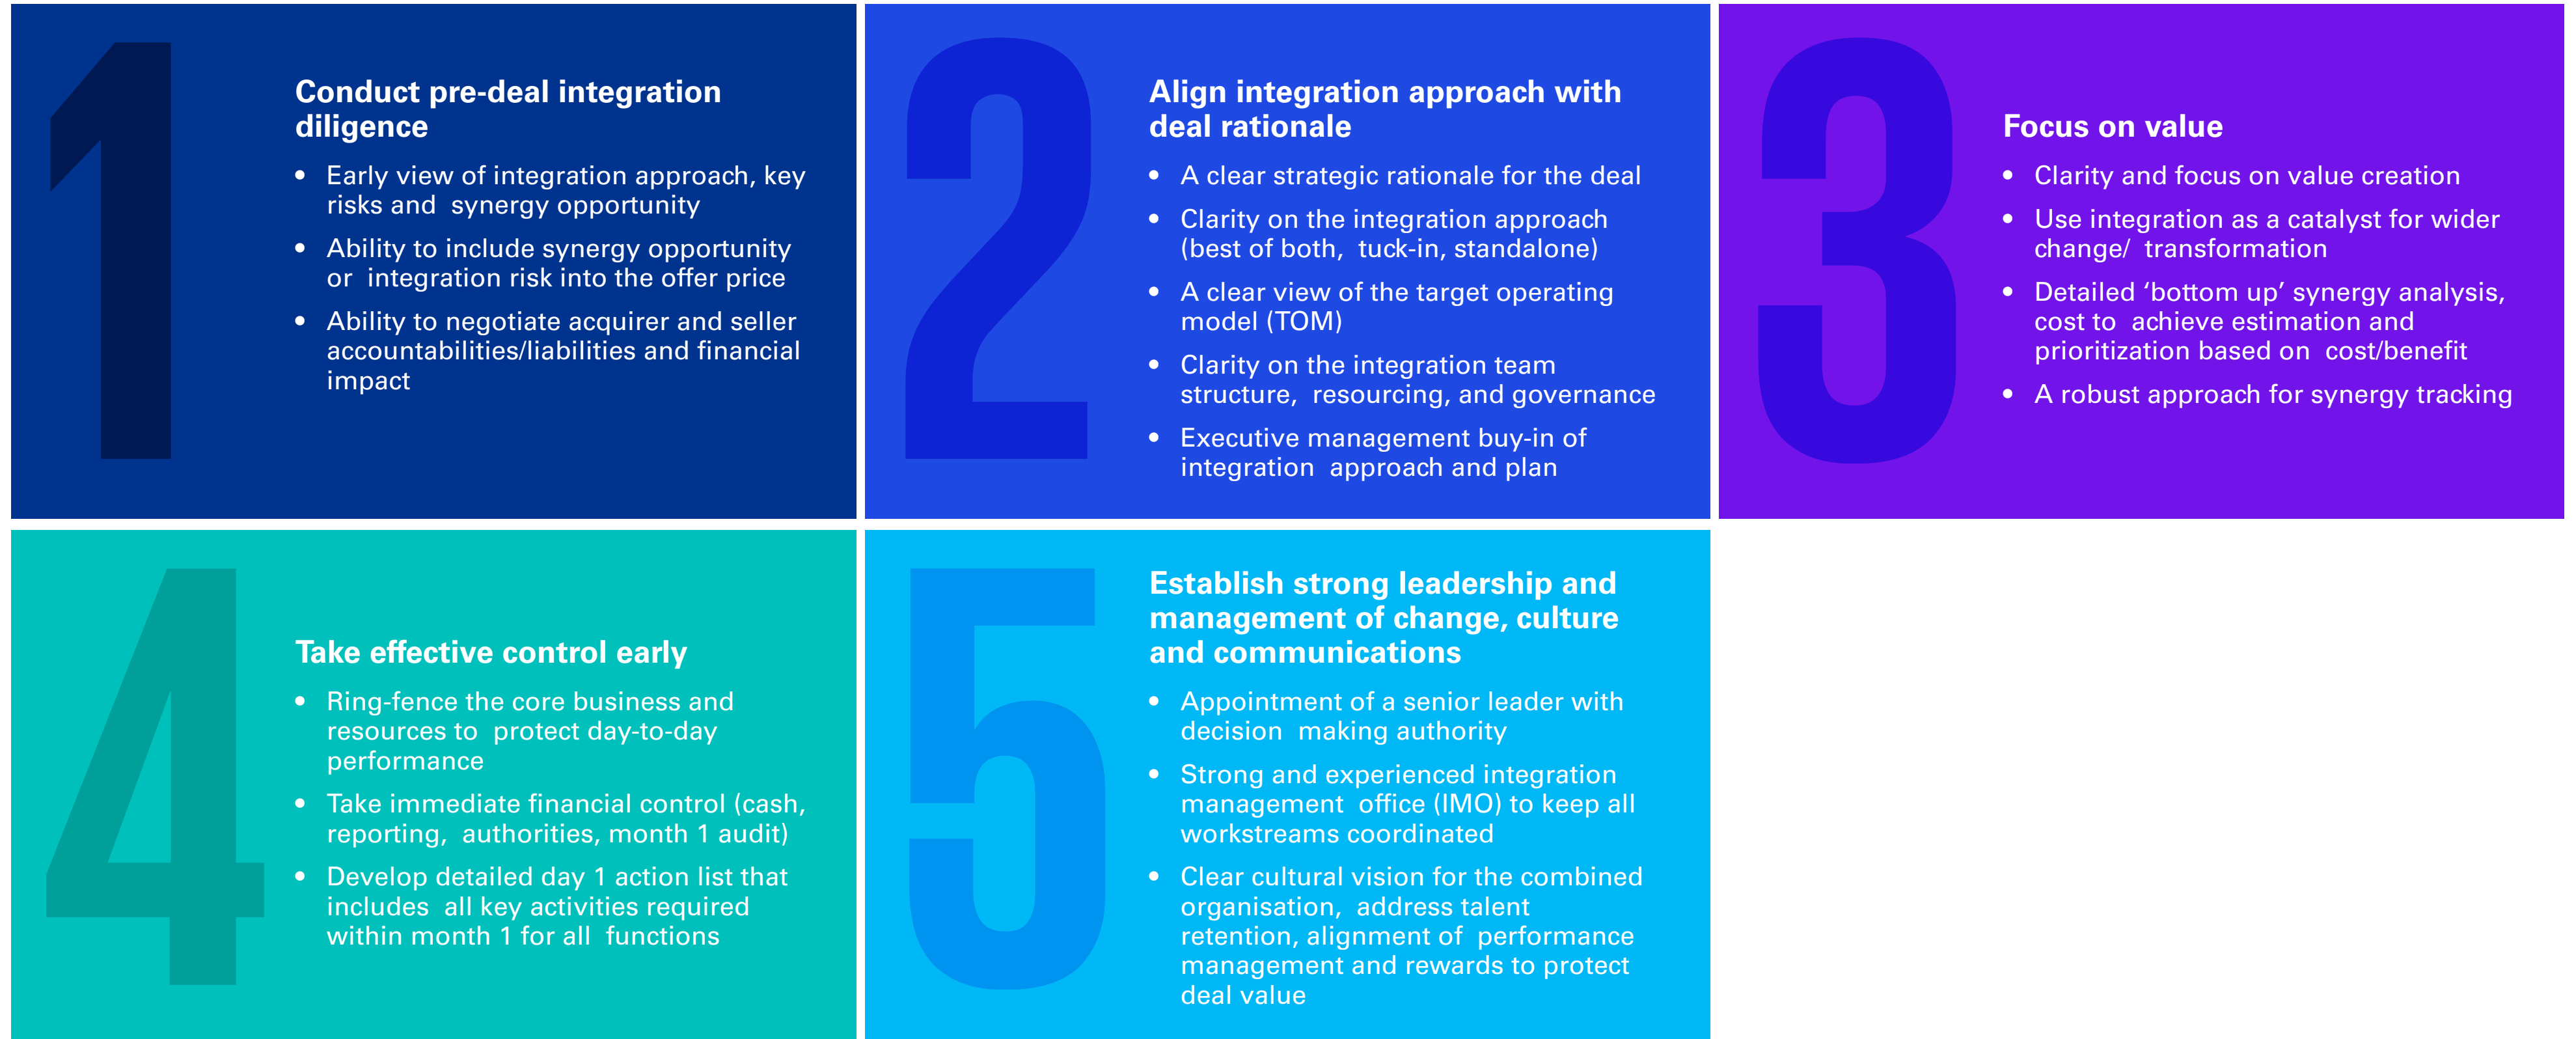 1
Conduct pre-deal integration
diligence
• Early view of integration approach, key
risks and  synergy opportunity
• Ability to include synergy opportunity
or  integration risk into the offer price
• Ability to negotiate acquirer and seller
accountabilities/liabilities and financial
impact
2
Align integration approach with
deal rationale
• A clear strategic rationale for the deal
• Clarity on the integration approach
(best of both,  tuck-in, standalone)
• A clear view of the target operating
model (TOM)
• Clarity on the integration team
structure,  resourcing, and governance
• Executive management buy-in of
integration  approach and plan
3
Focus on value
• Clarity and focus on value creation
• Use integration as a catalyst for wider
change/  transformation
• Detailed ‘bottom up’ synergy analysis,
cost to  achieve estimation and
prioritization based on  cost/benefit
• A robust approach for synergy tracking
4
Take effective control early
• Ring-fence the core business and
resources to  protect day-to-day
performance
• Take immediate financial control (cash,
reporting,  authorities, month 1 audit)
• Develop detailed day 1 action list that
includes  all key activities required
within month 1 for all  functions
5
Establish strong leadership and
management of change, culture
and communications
• Appointment of a senior leader with
decision  making authority
• Strong and experienced integration
management  office (IMO) to keep all
workstreams coordinated
• Clear cultural vision for the combined
organisation,  address talent
retention, alignment of  performance
management and rewards to protect
deal value